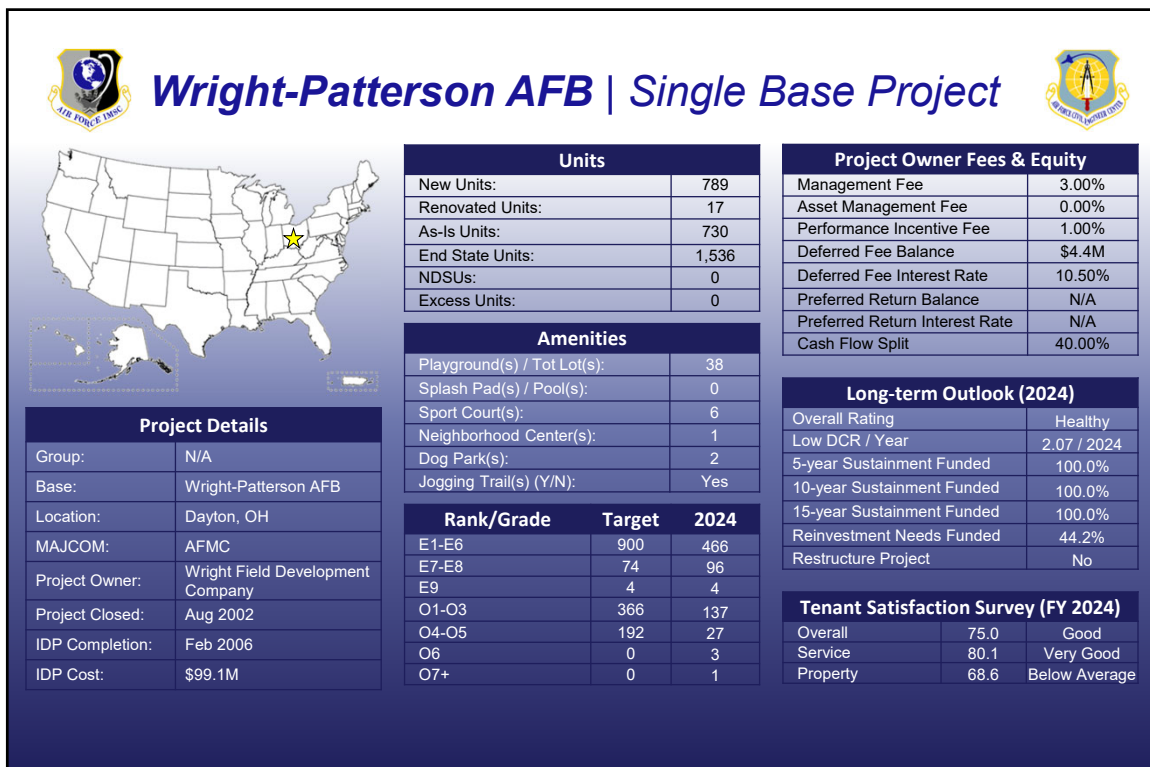 Wright-Patterson AFB | Single Base Project
AIR FORCE IMSC
AIR FORCE CIVIL ENGINEER CENTER
Project Details
Group: N/A
Base: Wright-Patterson AFB
Location: Dayton, OH
MAJCOM: AFMC
Project Owner: Wright Field Development
Company
Project Closed: Aug 2002
IDP Completion: Feb 2006
IDP Cost: $99.1M
Units
New Units: 789
Renovated Units: 17
As-Is Units: 730
End State Units: 1,536
NDSUs: 0
Excess Units: 0
Amenities
Playground(s) / Tot Lot(s): 38
Splash Pad(s) / Pool(s): 0
Sport Court(s): 6
Neighborhood Center(s): 1
Dog Park(s): 2
Jogging Trail(s) (Y/N): Yes
Rank/Grade Target 2024
E1-E6 900 466
E7-E8 74 96
E9 4 4
O1-O3 366 137
O4-O5 192 27
O6 0 3
O7+ 0 1
Project Owner Fees & Equity
Management Fee 3.00%
Asset Management Fee 0.00%
Performance Incentive Fee 1.00%
Deferred Fee Balance $4.4M
Deferred Fee Interest Rate 10.50%
Preferred Return Balance N/A
Preferred Return Interest Rate N/A
Cash Flow Split 40.00%
Long-term Outlook (2024)
Overall Rating Healthy
Low DCR / Year 2.07 / 2024
5-year Sustainment Funded 100.0%
10-year Sustainment Funded 100.0%
15-year Sustainment Funded 100.0%
Reinvestment Needs Funded 44.2%
Restructure Project No
Tenant Satisfaction Survey (FY 2024)
Overall 75.0 Good
Service 80.1 Very Good
Property 68.6 Below Average